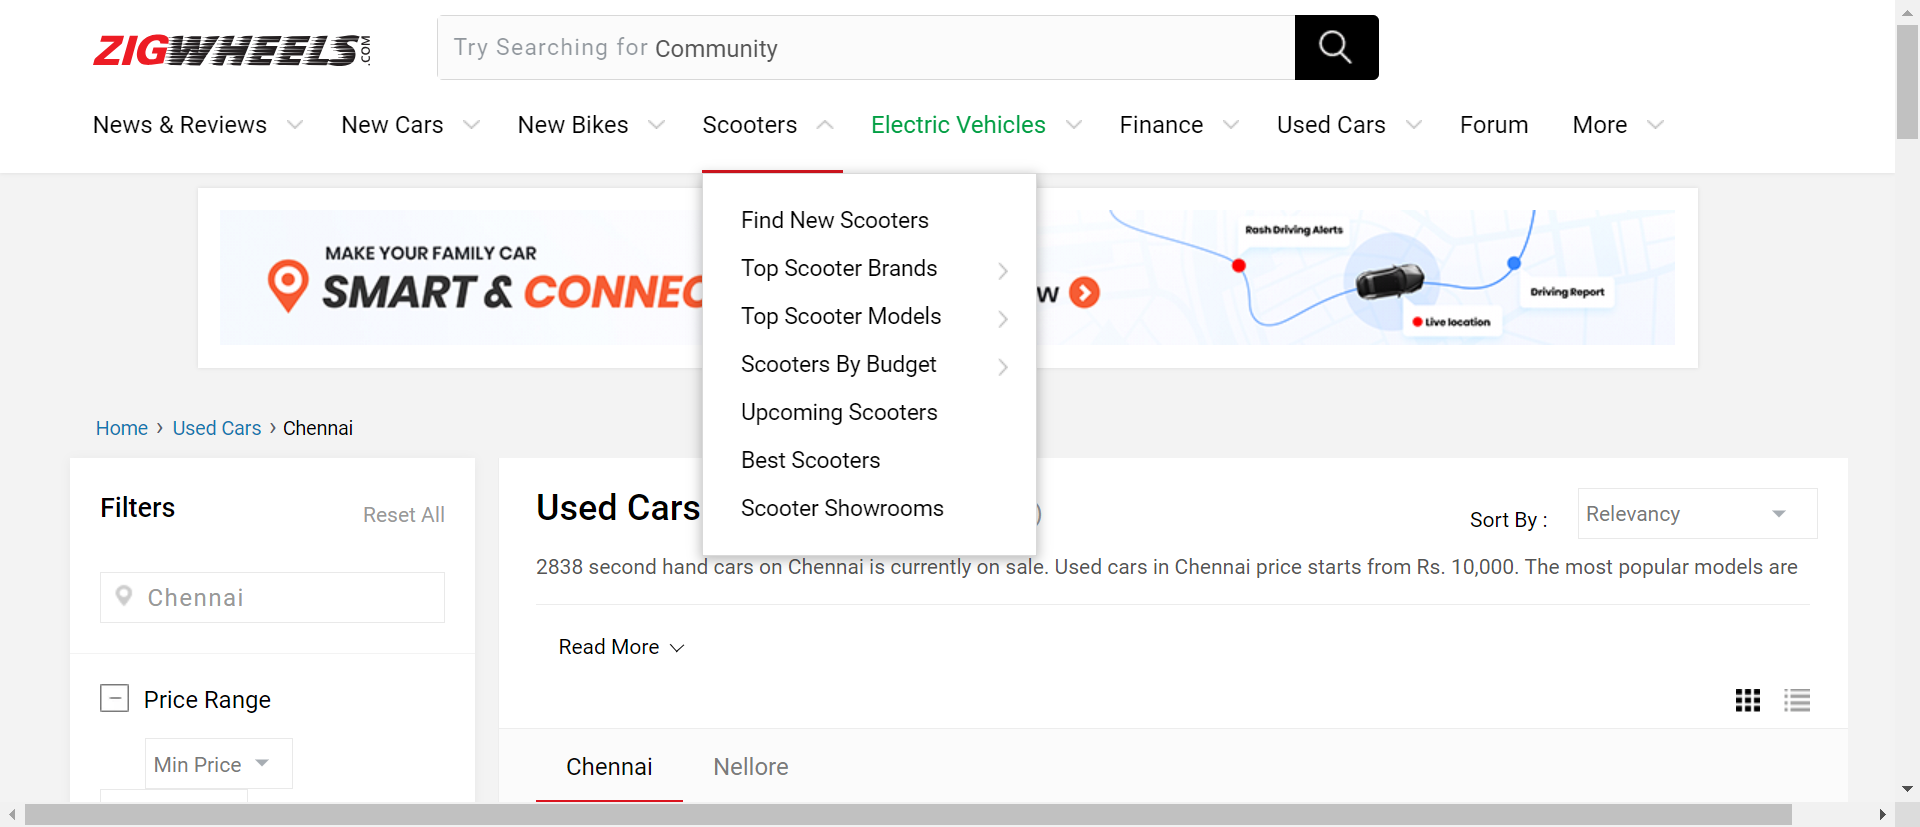 ZIGWHEELS.COM
Try Searching for Community
News & Reviews
New Cars
New Bikes
Scooters
Electric Vehicles
Finance
Used Cars
Forum
More
Find New Scooters
Top Scooter Brands
Top Scooter Models
Scooters By Budget
Upcoming Scooters
Best Scooters
Scooter Showrooms
MAKE YOUR FAMILY CAR
SMART & CONNEC
W
Rash Driving Alerts
Driving Report
Live location
Home › Used Cars › Chennai
Filters
Reset All
Chennai
Price Range
Min Price
Used Cars
)
Sort By :
Relevancy
2838 second hand cars on Chennai is currently on sale. Used cars in Chennai price starts from Rs. 10,000. The most popular models are
Read More
Chennai
Nellore